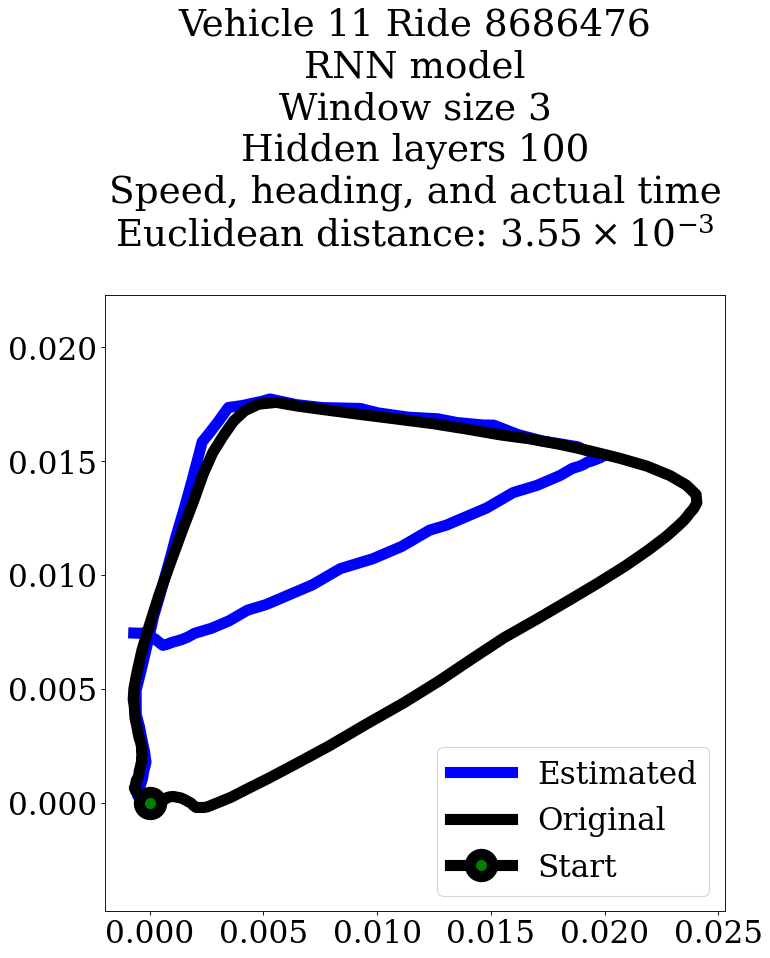 Vehicle 11 Ride 8686476
RNN model
Window size 3
Hidden layers 100
Speed, heading, and actual time
Euclidean distance: 3.55 × 10⁻³
0.020
0.015
0.010
0.005
0.000
Estimated
Original
Start
0.000 0.005 0.010 0.015 0.020 0.025